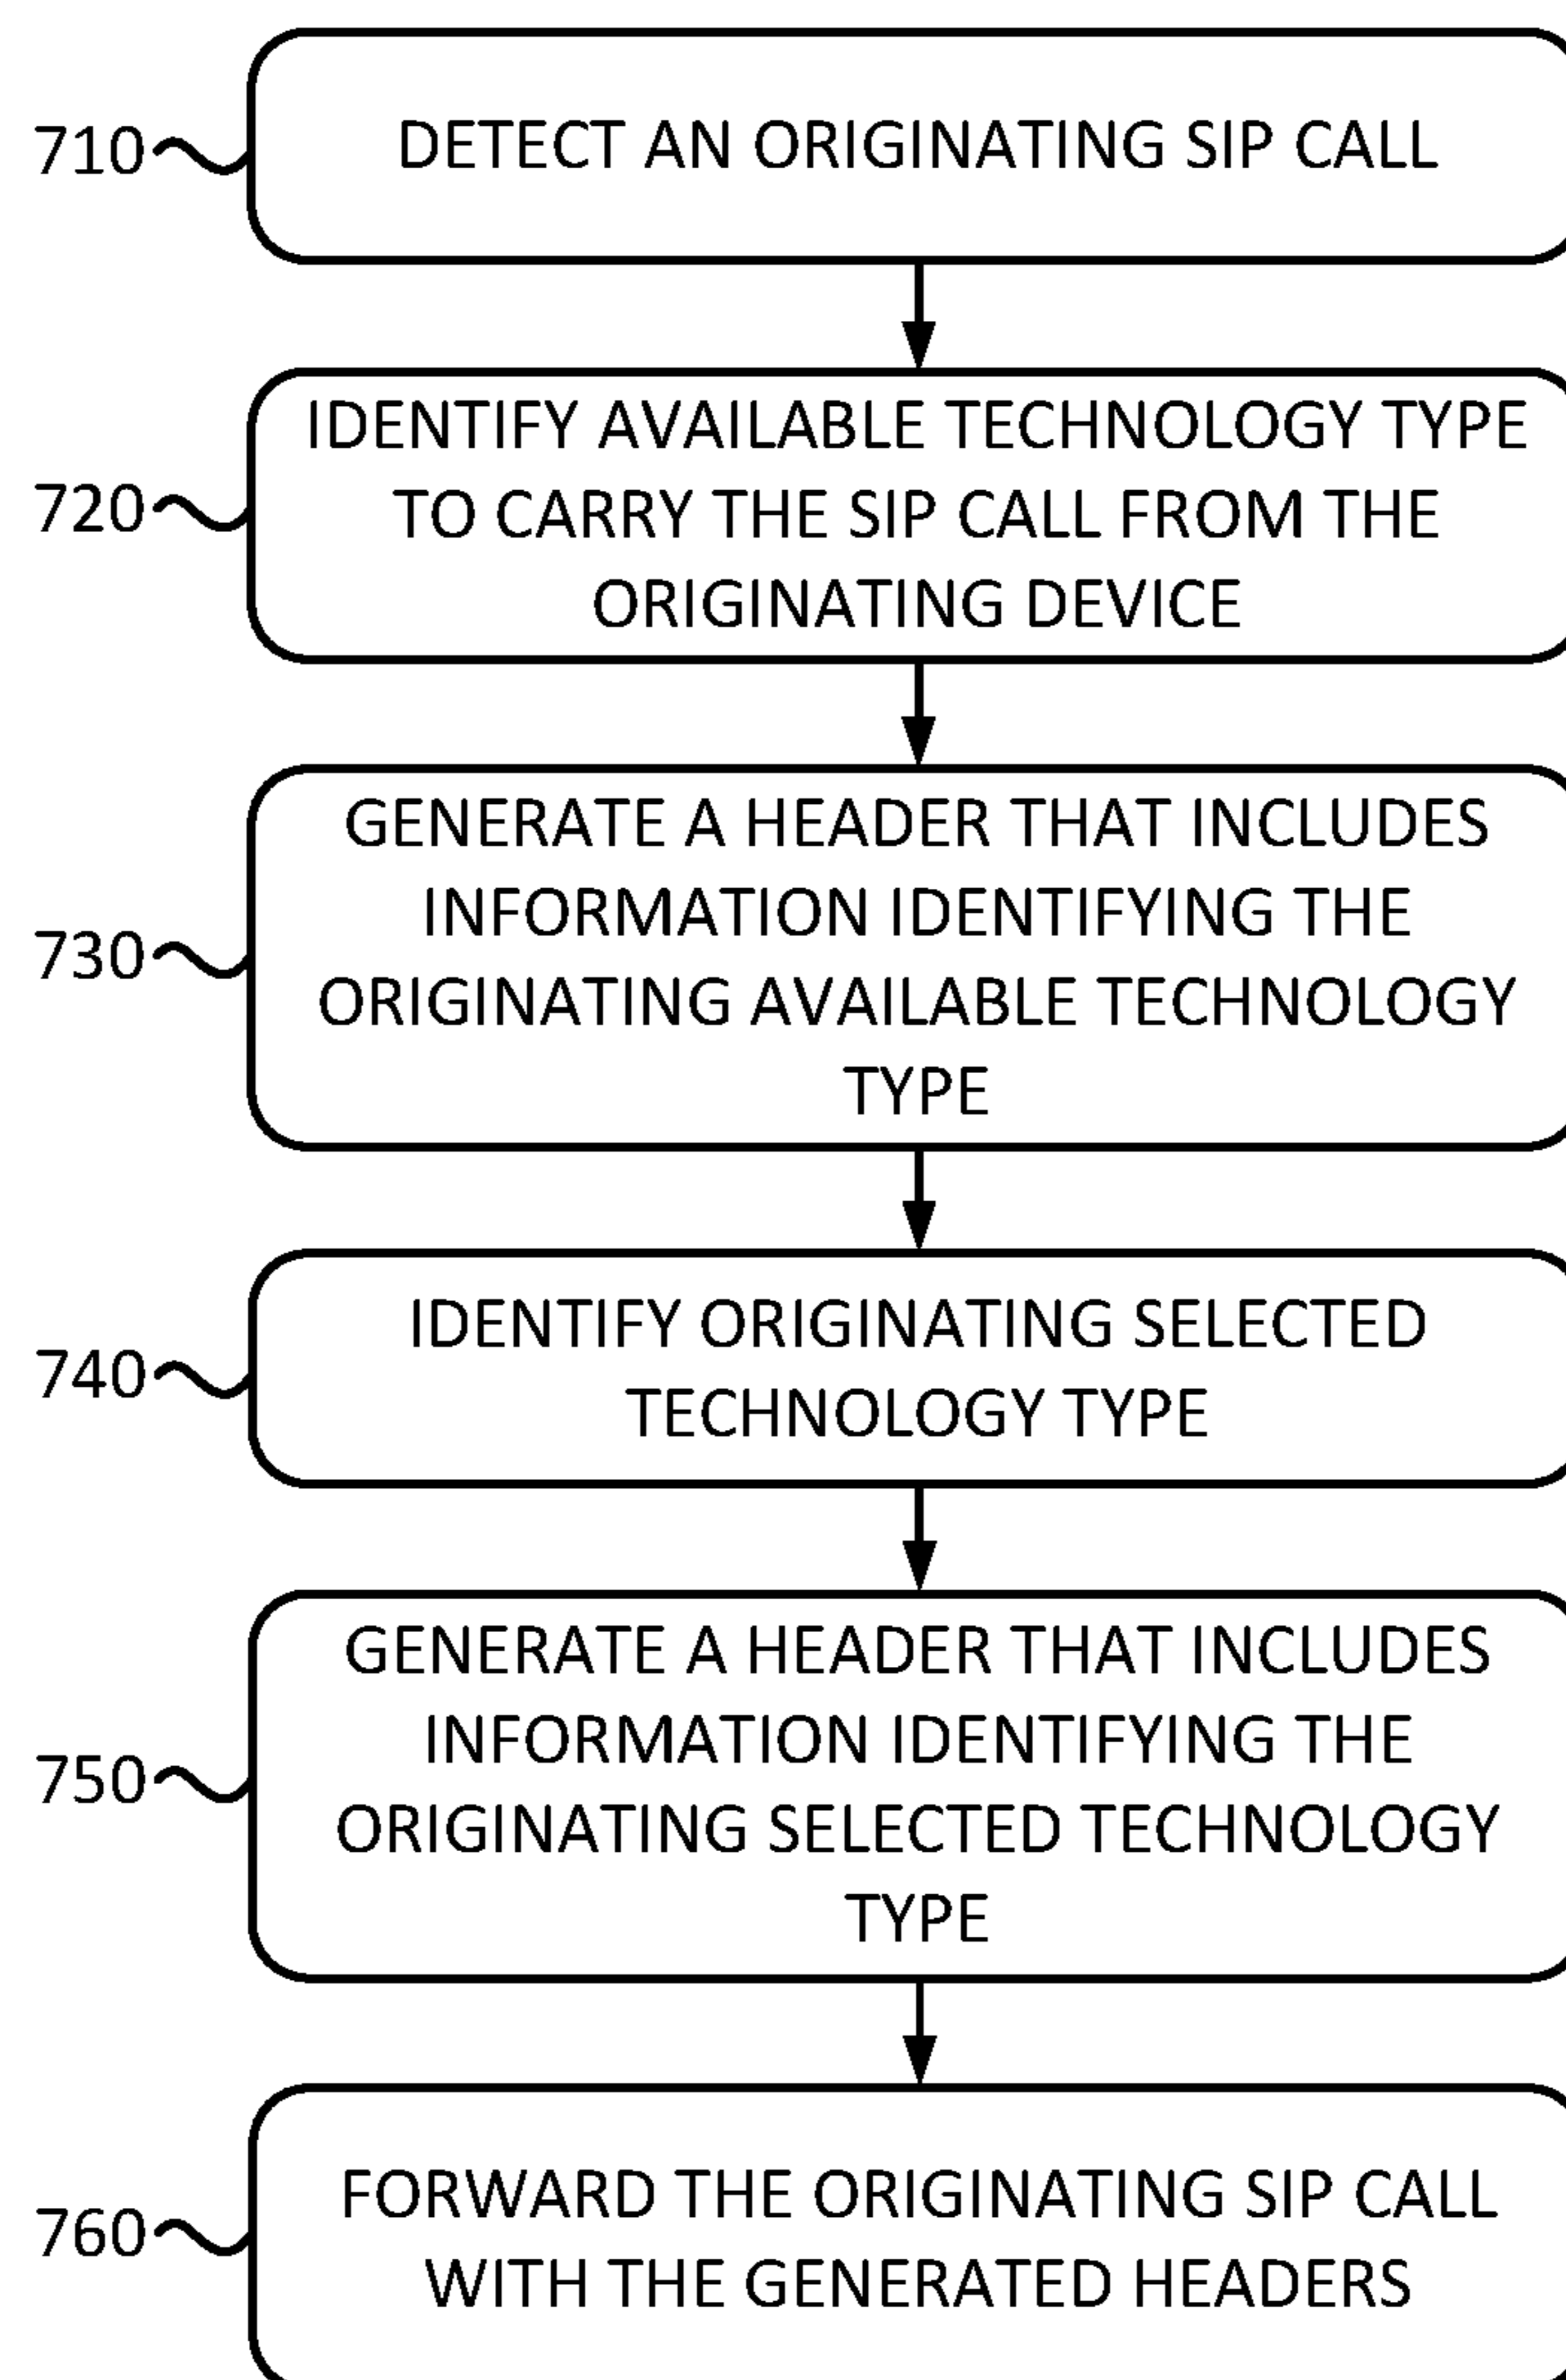 710
DETECT AN ORIGINATING SIP CALL
720
IDENTIFY AVAILABLE TECHNOLOGY TYPE
TO CARRY THE SIP CALL FROM THE
ORIGINATING DEVICE
730
GENERATE A HEADER THAT INCLUDES
INFORMATION IDENTIFYING THE
ORIGINATING AVAILABLE TECHNOLOGY
TYPE
740
IDENTIFY ORIGINATING SELECTED
TECHNOLOGY TYPE
750
GENERATE A HEADER THAT INCLUDES
INFORMATION IDENTIFYING THE
ORIGINATING SELECTED TECHNOLOGY
TYPE
760
FORWARD THE ORIGINATING SIP CALL
WITH THE GENERATED HEADERS